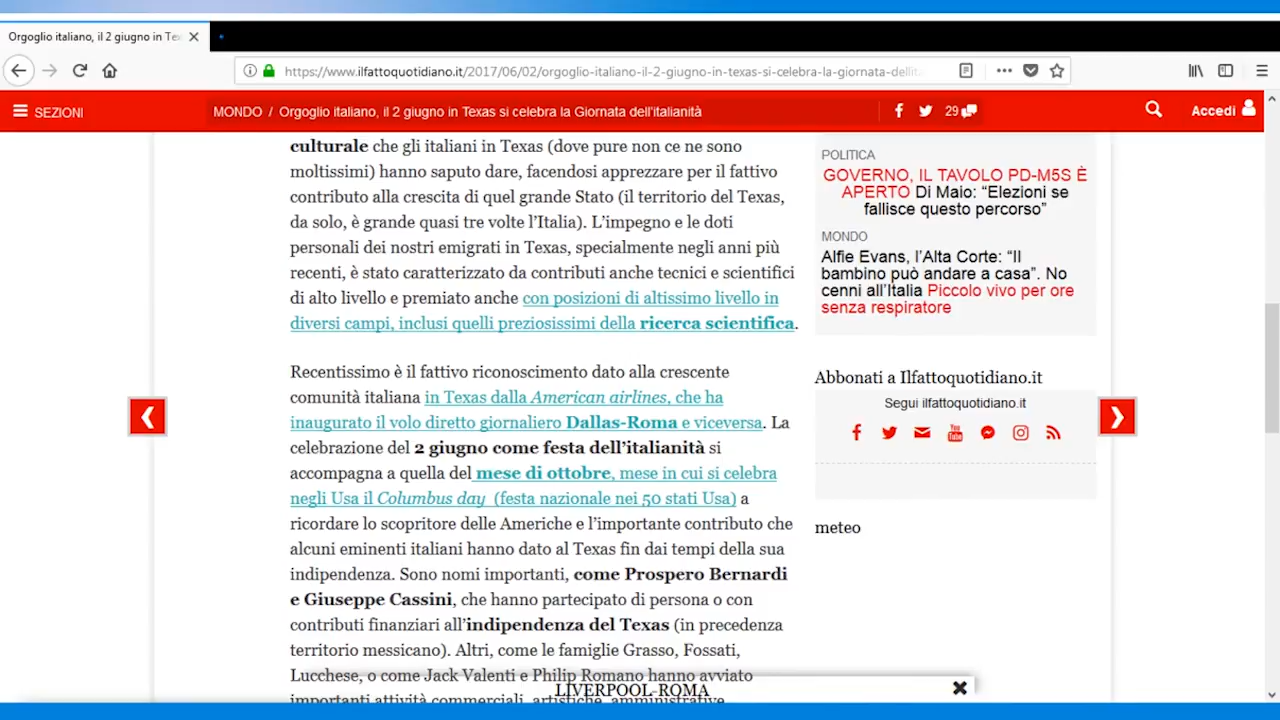 Orgoglio italiano, il 2 giugno in Te
https://www.ilfattoquotidiano.it/2017/06/02/orgoglio-italiano-il-2-giugno-in-texas-si-celebra-la-giornata-dellit
SEZIONI
MONDO / Orgoglio italiano, il 2 giugno in Texas si celebra la Giornata dell'italianità
29
Accedi
culturale che gli italiani in Texas (dove pure non ce ne sono
moltissimi) hanno saputo dare, facendosi apprezzare per il fattivo
contributo alla crescita di quel grande Stato (il territorio del Texas,
da solo, è grande quasi tre volte l'Italia). L'impegno e le doti
personali dei nostri emigrati in Texas, specialmente negli anni più
recenti, è stato caratterizzato da contributi anche tecnici e scientifici
di alto livello e premiato anche con posizioni di altissimo livello in
diversi campi, inclusi quelli preziosissimi della ricerca scientifica.
Recentissimo è il fattivo riconoscimento dato alla crescente
comunità italiana in Texas dalla American airlines, che ha
inaugurato il volo diretto giornaliero Dallas-Roma e viceversa. La
celebrazione del 2 giugno come festa dell'italianità si
accompagna a quella del mese di ottobre, mese in cui si celebra
negli Usa il Columbus day (festa nazionale nei 50 stati Usa) a
ricordare lo scopritore delle Americhe e l'importante contributo che
alcuni eminenti italiani hanno dato al Texas fin dai tempi della sua
indipendenza. Sono nomi importanti, come Prospero Bernardi
e Giuseppe Cassini, che hanno partecipato di persona o con
contributi finanziari all'indipendenza del Texas (in precedenza
territorio messicano). Altri, come le famiglie Grasso, Fossati,
Lucchese, o come Jack Valenti e Philip Romano hanno avviato
importanti attività commerciali, artistiche, amministrative
POLITICA
GOVERNO, IL TAVOLO PD-M5S È
APERTO Di Maio: “Elezioni se
fallisce questo percorso”
MONDO
Alfie Evans, l'Alta Corte: “Il
bambino può andare a casa”. No
cenni all'Italia Piccolo vivo per ore
senza respiratore
Abbonati a Ilfattoquotidiano.it
Segui ilfattoquotidiano.it
You
Tube
meteo
LIVERPOOL-ROMA